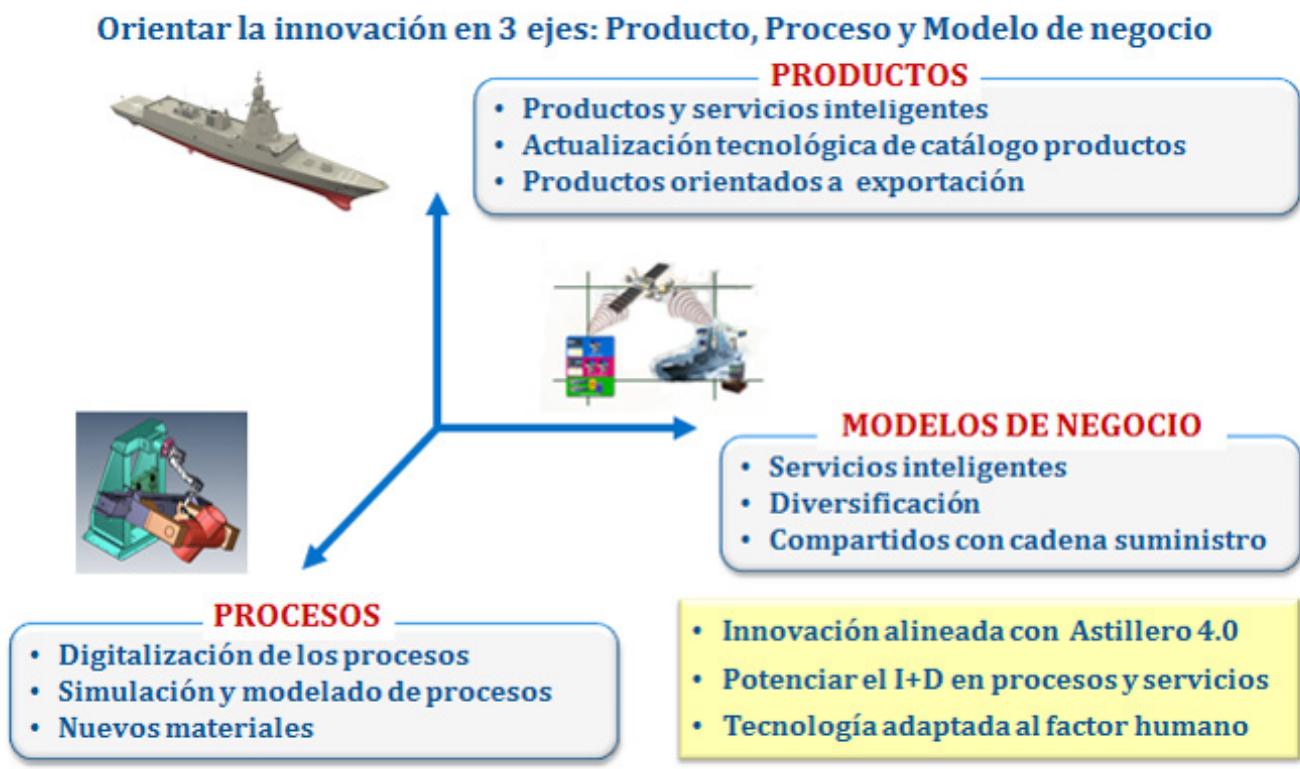 Orientar la innovación en 3 ejes: Producto, Proceso y Modelo de negocio
PRODUCTOS
• Productos y servicios inteligentes
• Actualización tecnológica de catálogo productos
• Productos orientados a exportación
MODELOS DE NEGOCIO
• Servicios inteligentes
• Diversificación
• Compartidos con cadena suministro
PROCESOS
• Digitalización de los procesos
• Simulación y modelado de procesos
• Nuevos materiales
• Innovación alineada con Astillero 4.0
• Potenciar el I+D en procesos y servicios
• Tecnología adaptada al factor humano